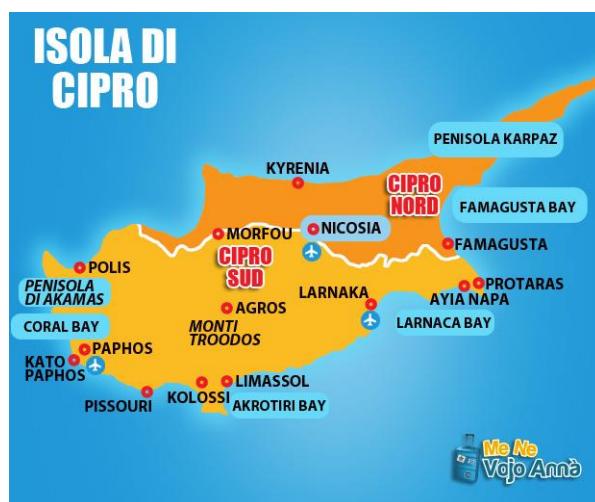 ISOLA DI
CIPRO
PENISOLA KARPAZ
KYRENIA
CIPRO
NORD
FAMAGUSTA BAY
MORFOU
NICOSIA
FAMAGUSTA
CIPRO
SUD
POLIS
PENISOLA
DI AKAMAS
LARNAKA
PROTARAS
AYIA NAPA
AGROS
MONTI
TROODOS
LARNACA BAY
CORAL BAY
PAPHOS
KATO
PAPHOS
LIMASSOL
KOLOSSI
PISSOURI
AKROTIRI BAY
Me Ne
Vojo Annà